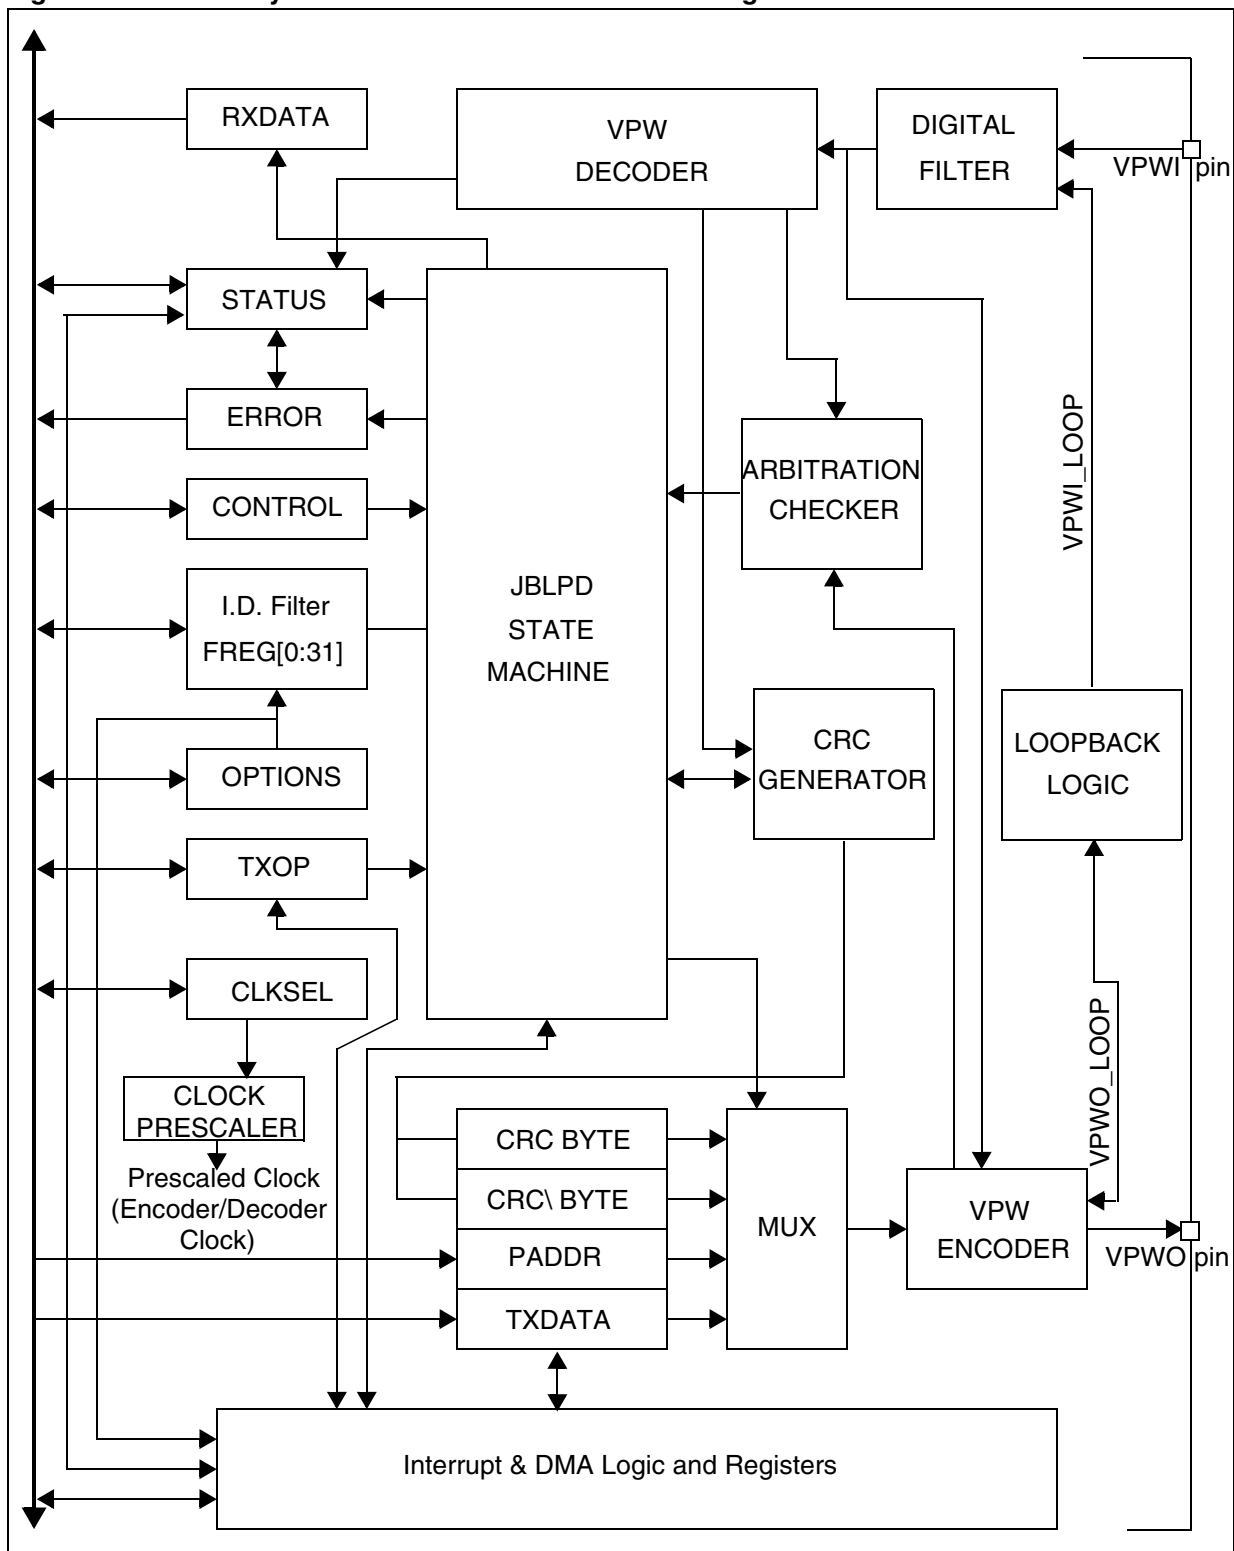 RXDATA
VPW
DECODER
DIGITAL
FILTER
VPWI pin
STATUS
ERROR
CONTROL
I.D. Filter
FREG[0:31]
OPTIONS
TXOP
CLKSEL
CLOCK
PRESCALER
Prescaled Clock
(Encoder/Decoder
Clock)
JBLPD
STATE
MACHINE
ARBITRATION
CHECKER
VPWI_LOOP
CRC
GENERATOR
LOOPBACK
LOGIC
VPWO_LOOP
CRC BYTE
CRC\ BYTE
PADDR
TXDATA
MUX
VPW
ENCODER
VPWO pin
Interrupt & DMA Logic and Registers